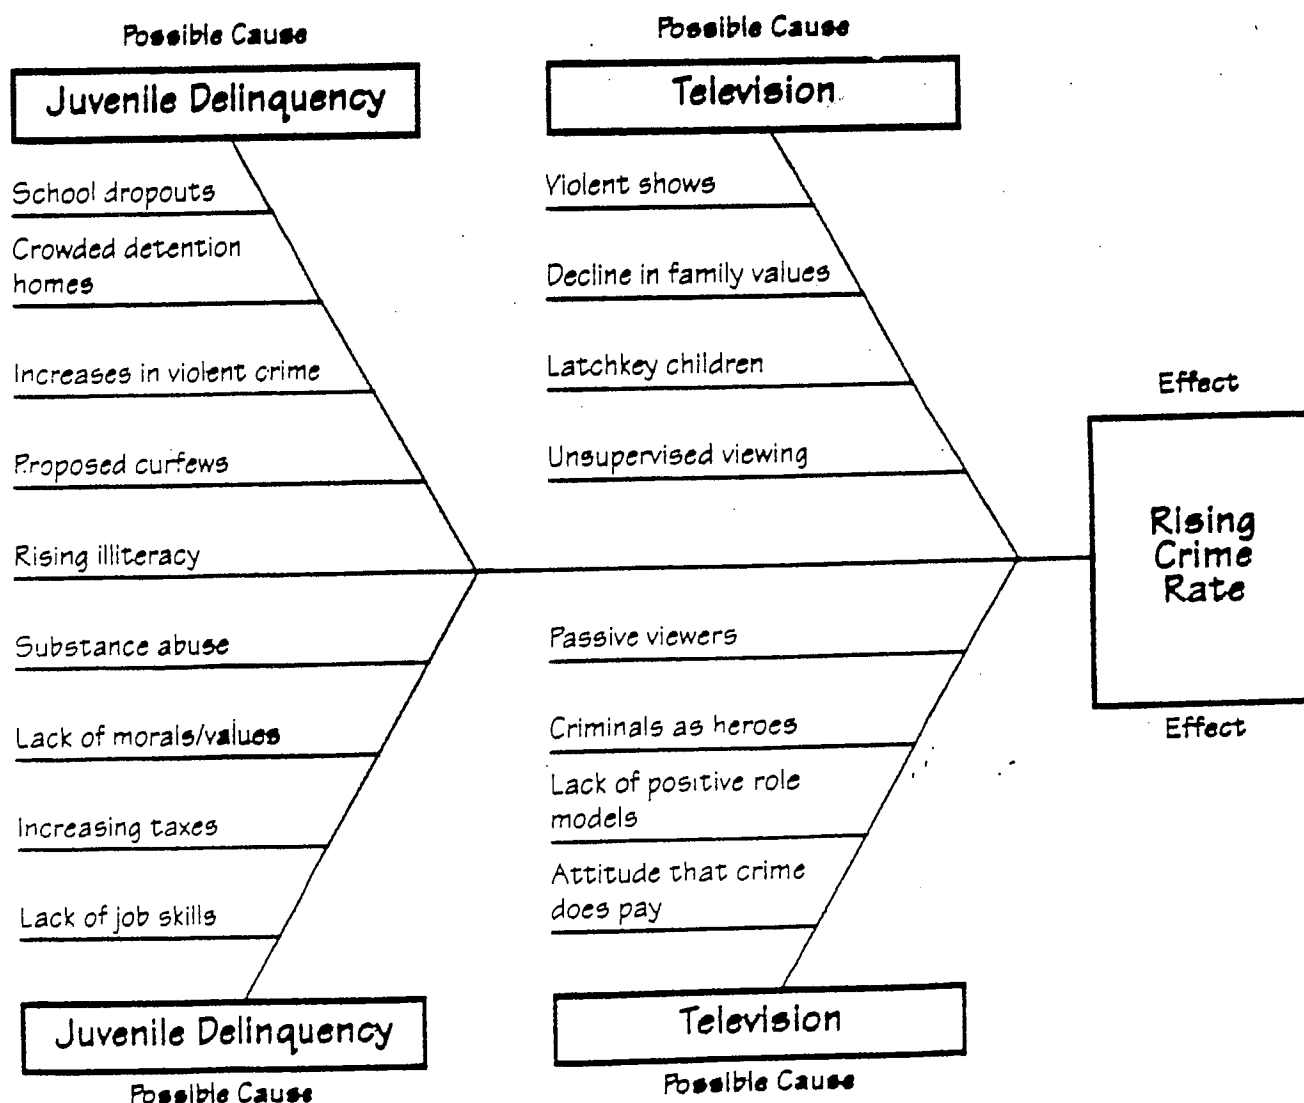 Possible Cause
Juvenile Delinquency
School dropouts
Crowded detention
homes
Increases in violent crime
Proposed curfews
Rising illiteracy
Substance abuse
Lack of morals/values
Increasing taxes
Lack of job skills
Juvenile Delinquency
Possible Cause
Possible Cause
Television
Violent shows
Decline in family values
Latchkey children
Unsupervised viewing
Passive viewers
Criminals as heroes
Lack of positive role
models
Attitude that crime
does pay
Television
Possible Cause
Effect
Rising
Crime
Rate
Effect